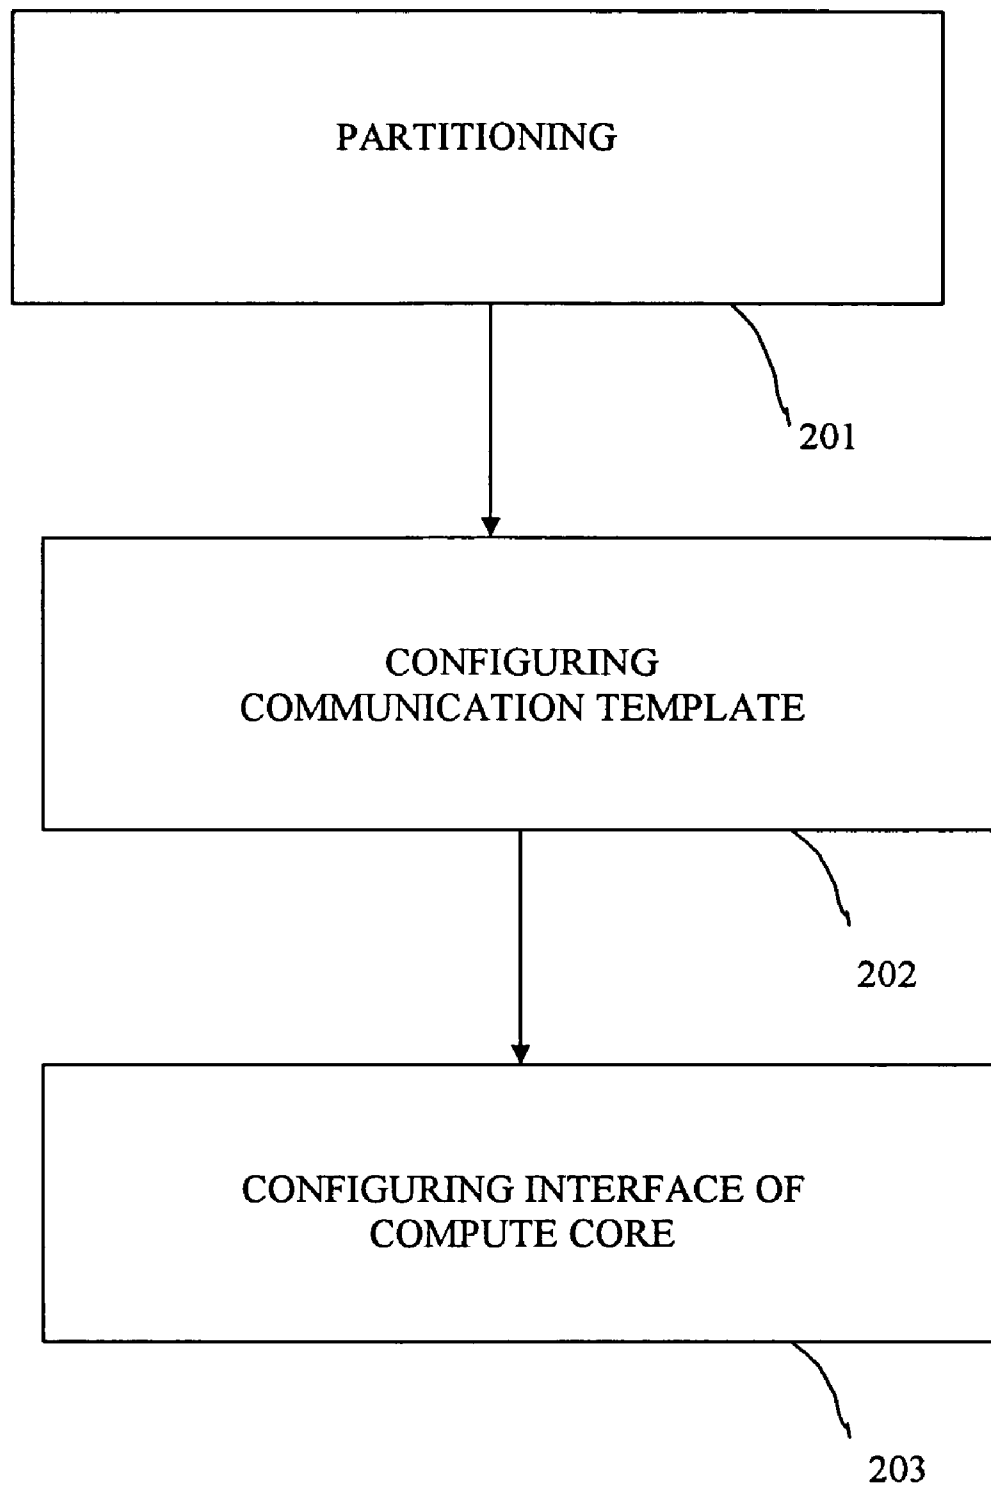 PARTITIONING
201
CONFIGURING
COMMUNICATION TEMPLATE
202
CONFIGURING INTERFACE OF
COMPUTE CORE
203